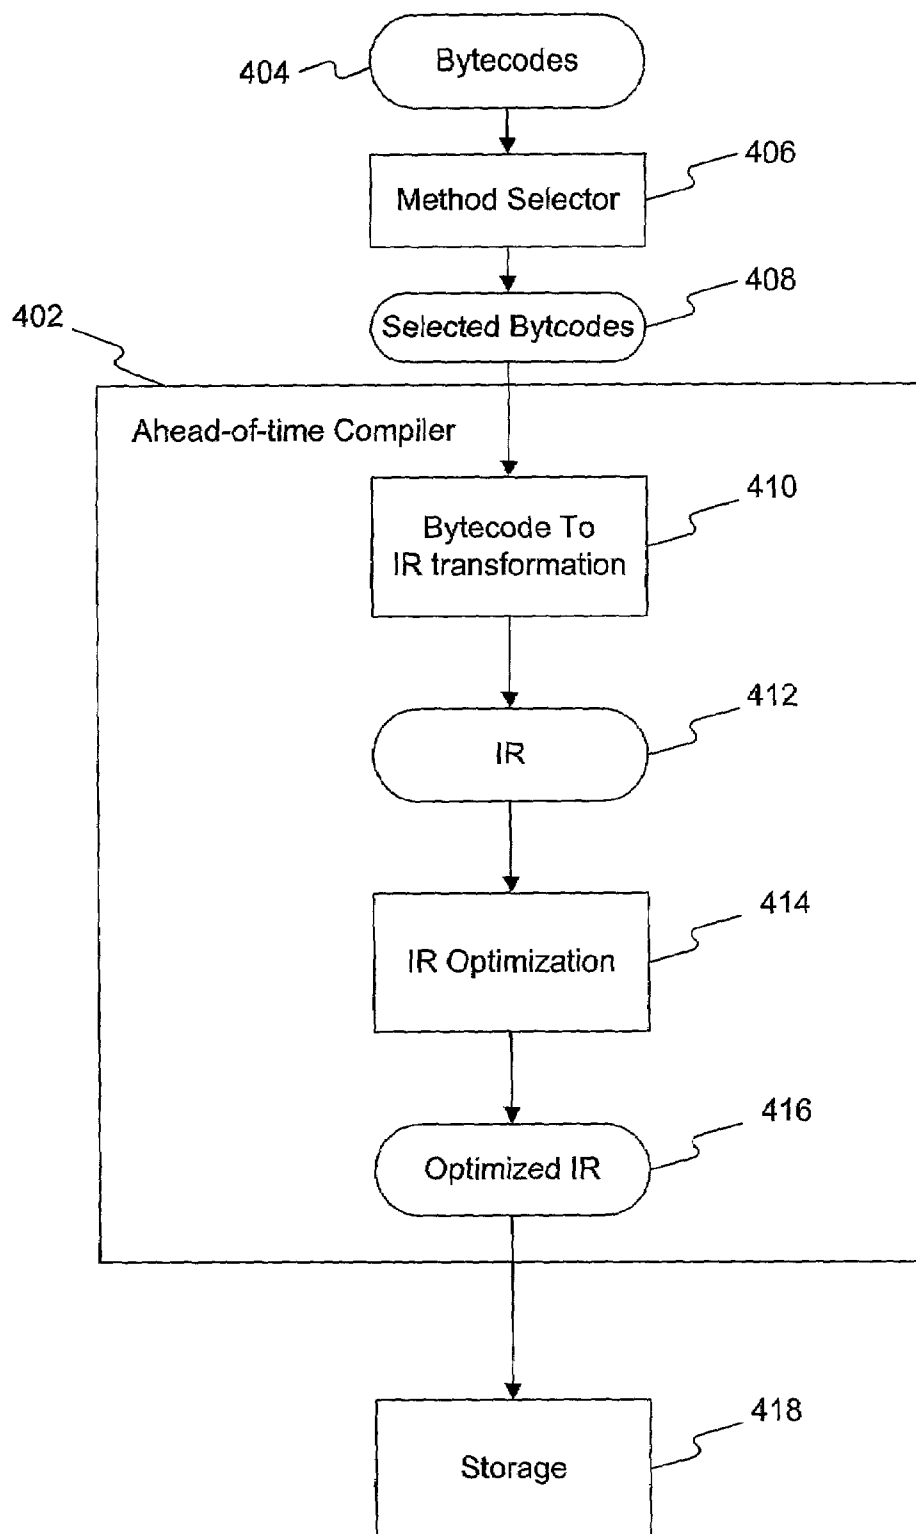 Bytecodes
404
406
Method Selector
408
Selected Bytcodes
402
Ahead-of-time Compiler
410
Bytecode To
IR transformation
412
IR
414
IR Optimization
416
Optimized IR
418
Storage